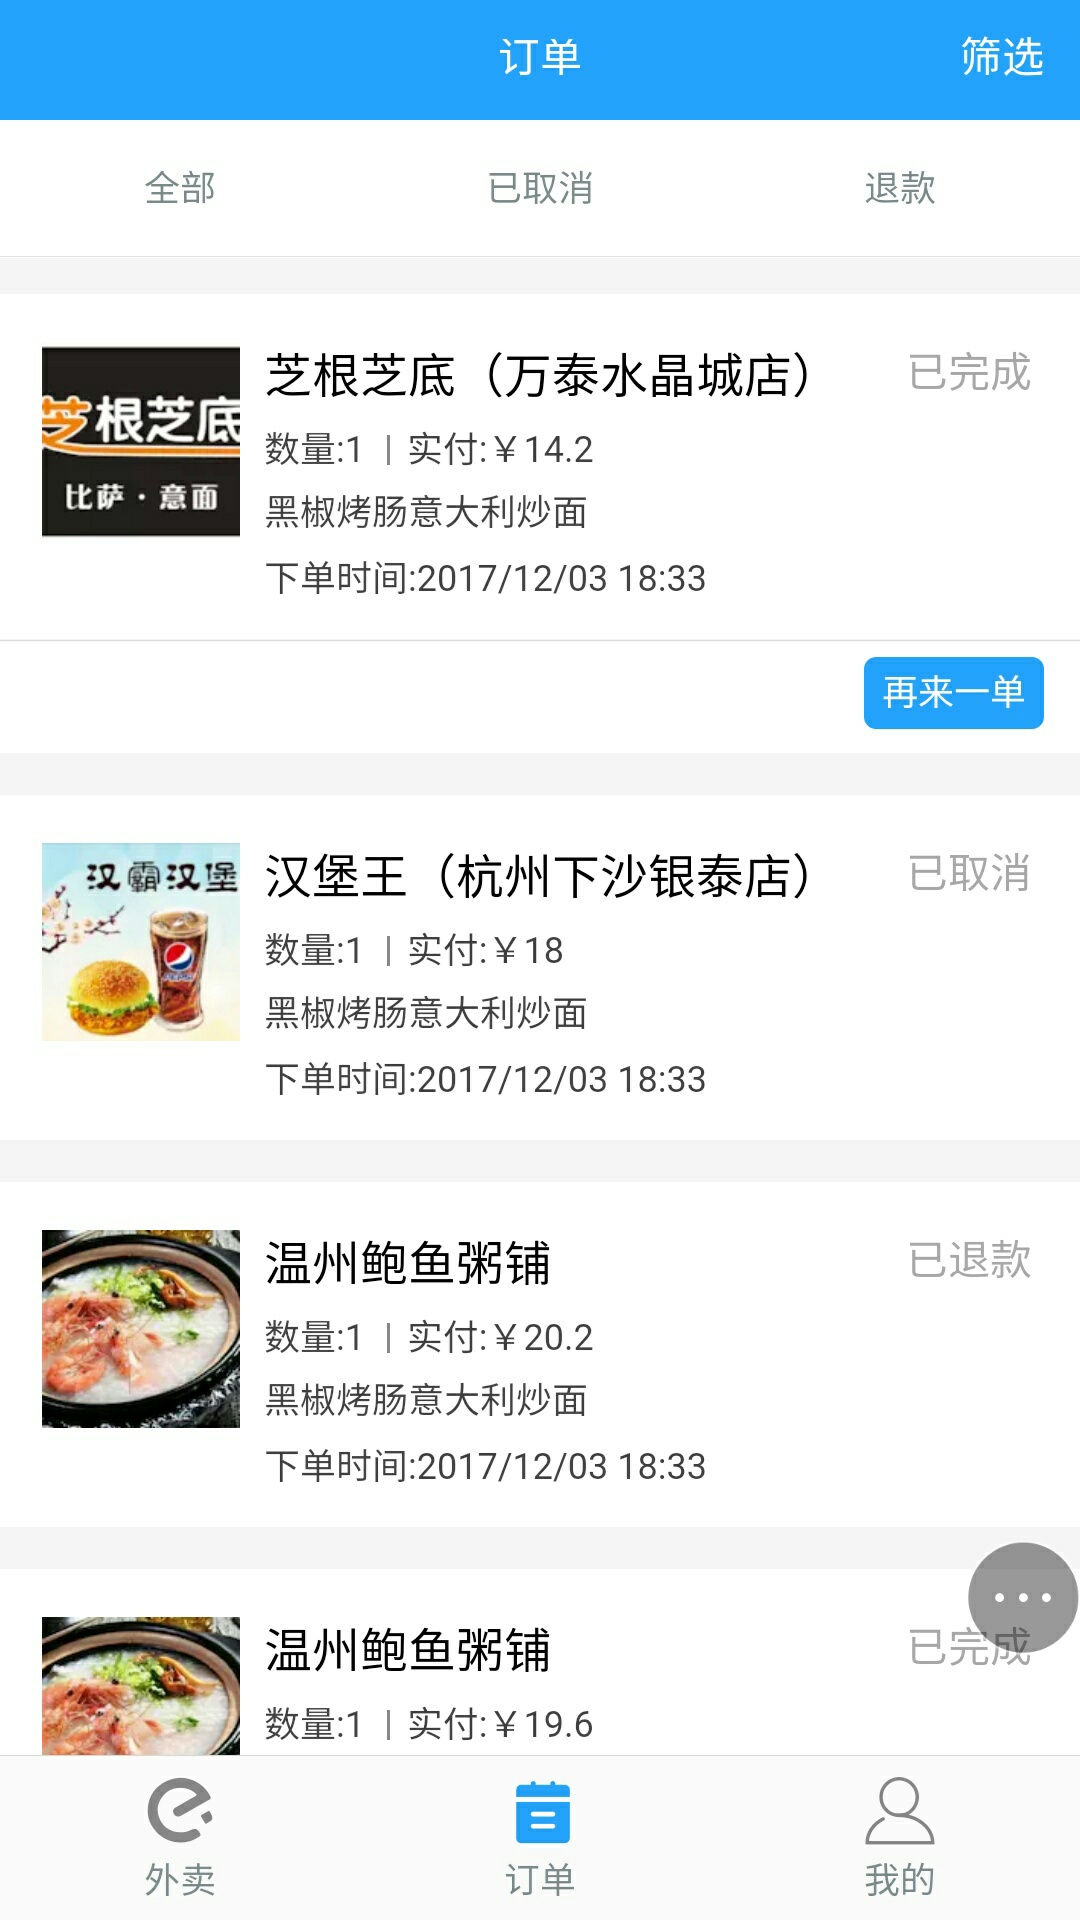 订单
筛选
全部
已取消
退款
芝根芝底（万泰水晶城店）
已完成
芝根芝底
比萨·意面
数量:1 | 实付:￥14.2
黑椒烤肠意大利炒面
下单时间:2017/12/03 18:33
再来一单
汉霸汉堡
汉堡王（杭州下沙银泰店）
已取消
数量:1 | 实付:￥18
黑椒烤肠意大利炒面
下单时间:2017/12/03 18:33
温州鲍鱼粥铺
已退款
数量:1 | 实付:￥20.2
黑椒烤肠意大利炒面
下单时间:2017/12/03 18:33
温州鲍鱼粥铺
已完成
数量:1 | 实付:￥19.6
外卖
订单
我的